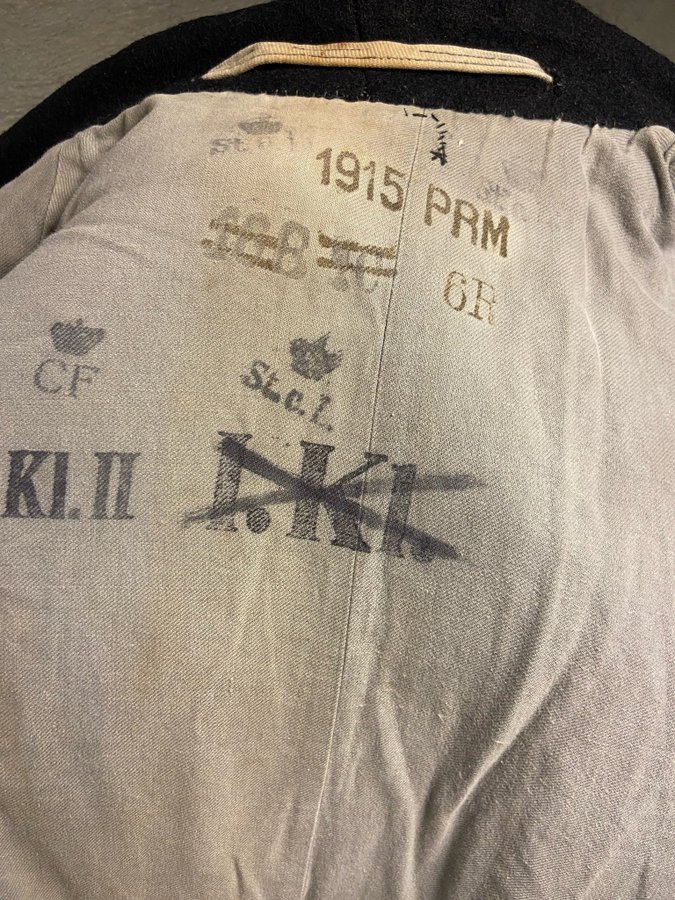 St. c. I.
1915 PRM
6R
CF
St. c. I.
Kl. II
I. Kl.